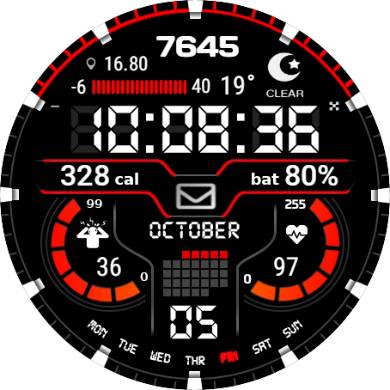 7645
16.80
-6 40 19°
CLEAR
10:08:36
328 cal
bat 80%
99
255
OCTOBER
36
0
0
97
05
MON TUE WED THR FRI SAT SUN